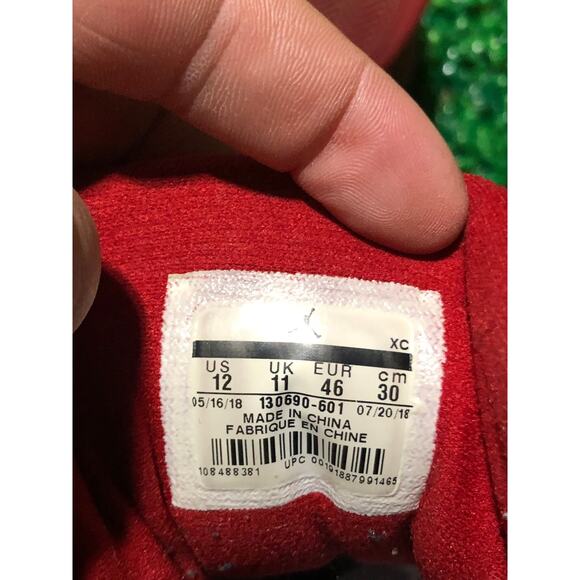 XC
US UK EUR cm
12 11 46 30
05/16/18 130690-601 07/20/18
MADE IN CHINA
FABRIQUE EN CHINE
108488381 UPC 00191887991465